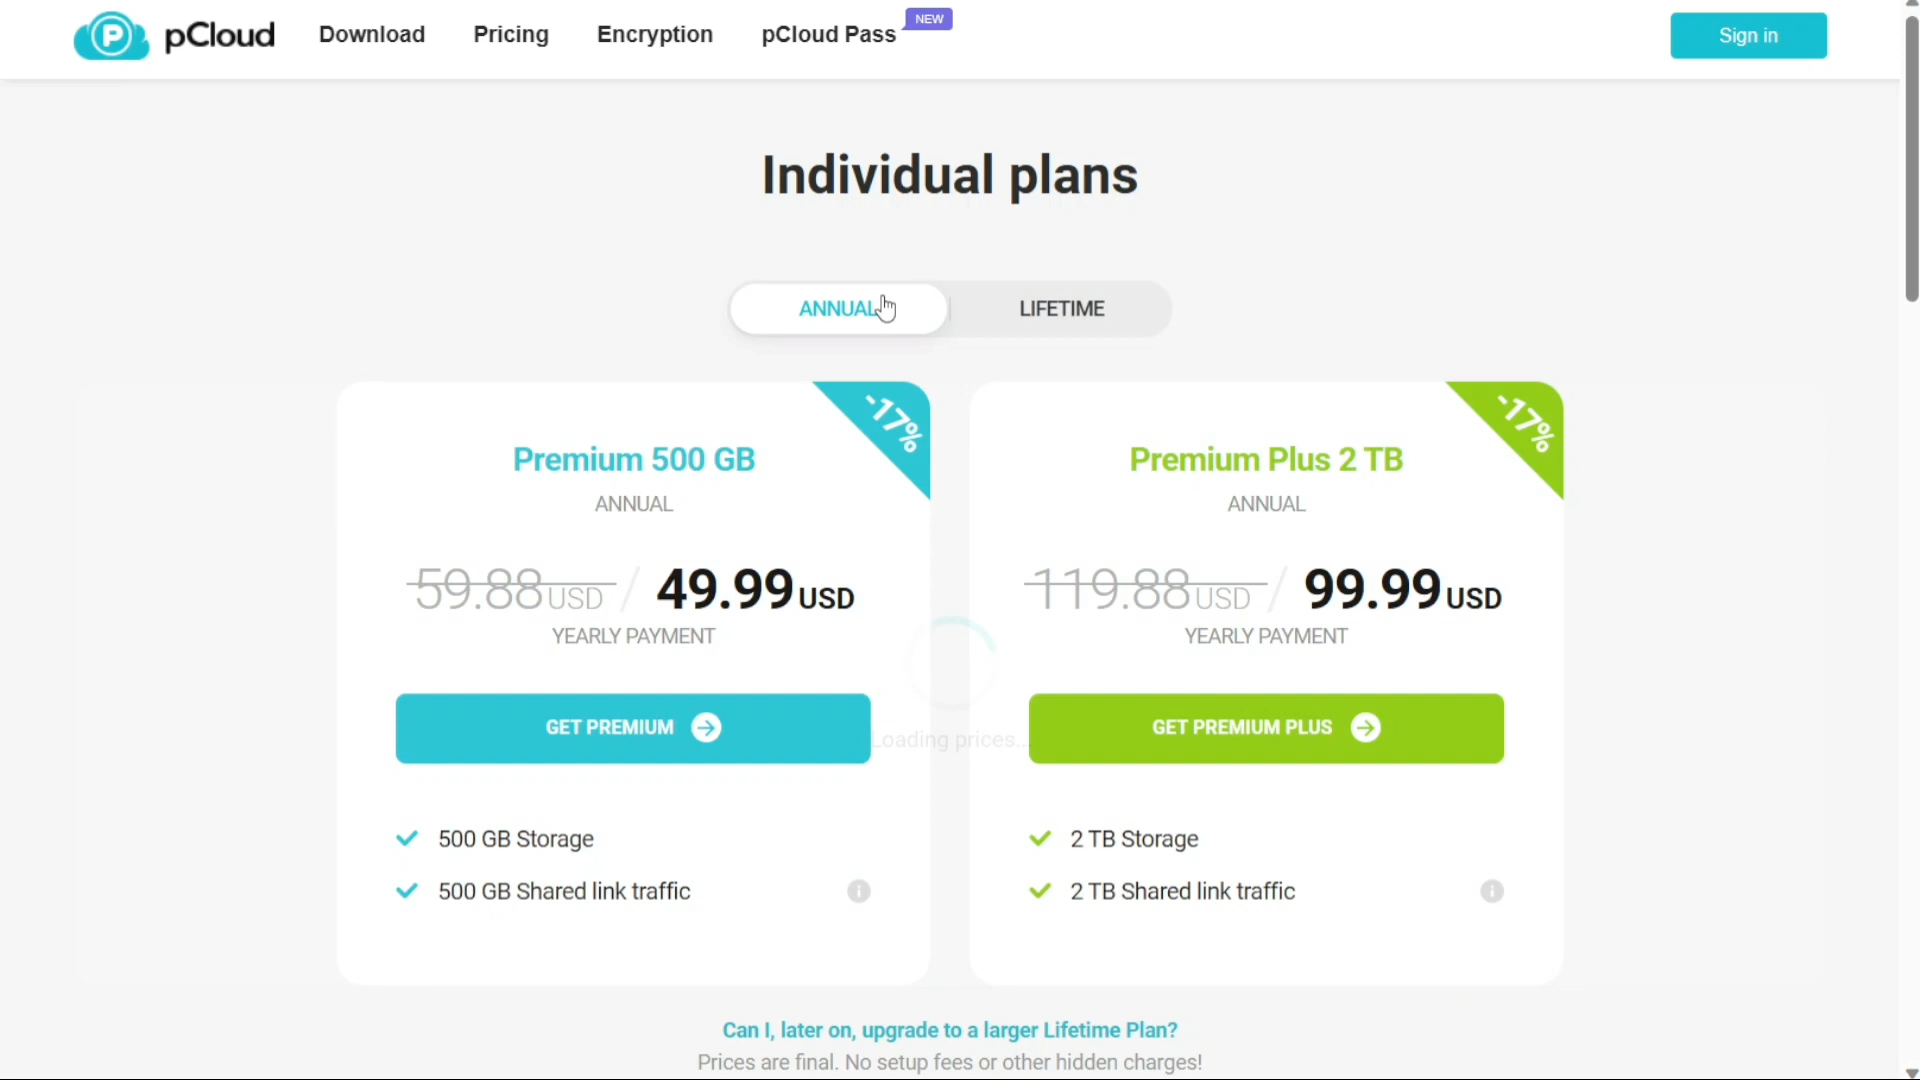 pCloud
Download
Pricing
Encryption
pCloud Pass
NEW
Sign in
Individual plans
ANNUAL
LIFETIME
-17%
Premium 500 GB
ANNUAL
59.88 USD / 49.99 USD
YEARLY PAYMENT
GET PREMIUM
500 GB Storage
500 GB Shared link traffic
-17%
Premium Plus 2 TB
ANNUAL
119.88 USD / 99.99 USD
YEARLY PAYMENT
GET PREMIUM PLUS
2 TB Storage
2 TB Shared link traffic
Loading prices...
Can I, later on, upgrade to a larger Lifetime Plan?
Prices are final. No setup fees or other hidden charges!